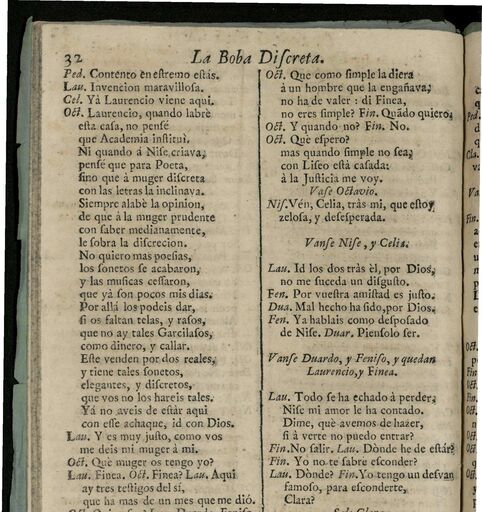 32
La Boba Discreta.
Ped. Contento en estremo estás.
Lau. Invencion maravillosa.
Cel. Yà Laurencio viene aqui.
Oct. Laurencio, quando labrè
esta casa, no pensé
que Academia instituì.
Ni quando á Nise criava,
pensé que para Poeta,
sino que à muger discreta
con las letras la inclinava.
Siempre alabè la opinion,
de que á la muger prudente
con saber medianamente,
le sobra la discrecion.
No quiero mas poesias,
los sonetos se acabaron,
y las musicas cessaron,
que yà son pocos mis dias.
Por allá los podeis dar,
si os faltan telas, y rasos,
que no ay tales Garcilasos,
como dinero, y callar.
Este venden por dos reales,
y tiene tales sonetos,
elegantes, y discretos,
que vos no los hareis tales.
Yá no aveis de estàr aqui
con esse achaque, id con Dios.
Lau. Y es muy justo, como vos
me deis mi muger à mi.
Oct. Què muger os tengo yo?
Lau. Finea. Oct. Finea? Lau. Aqui
ay tres testigos del sí,
que ha mas de un mes que me dió.
Oct. Que como simple la diera
à un hombre que la engañava,
no ha de valer: di Finea,
no eres simple? Fin. Quãdo quiero.
Oct. Y quando no? Fin. No.
Oct. Què espero?
mas quando simple no sea,
con Liseo está casada:
à la Justicia me voy.
Vase Octavio.
Nis. Vén, Celia, trás mi, que estoy
zelosa, y desesperada.
Vanse Nise, y Celia.
Lau. Id los dos tràs èl, por Dios,
no me suceda un disgusto.
Fen. Por vuestra amistad es justo.
Dua. Mal hecho ha sido, por Dios.
Fen. Ya hablais como desposado
de Nise. Duar. Piensolo ser.
Vanse Duardo, y Feniso, y quedan
Laurencio, y Finea.
Lau. Todo se ha echado à perder,
Nise mi amor le ha contado.
Dime, què avemos de hazer,
si à verte no puedo entrar?
Fin. No salir. Lau. Dònde he de estár?
Fin. Yo no te sabre esconder?
Lau. Dònde? Fin. Yo tengo un desvan
famoso, para esconderte,
Clara?